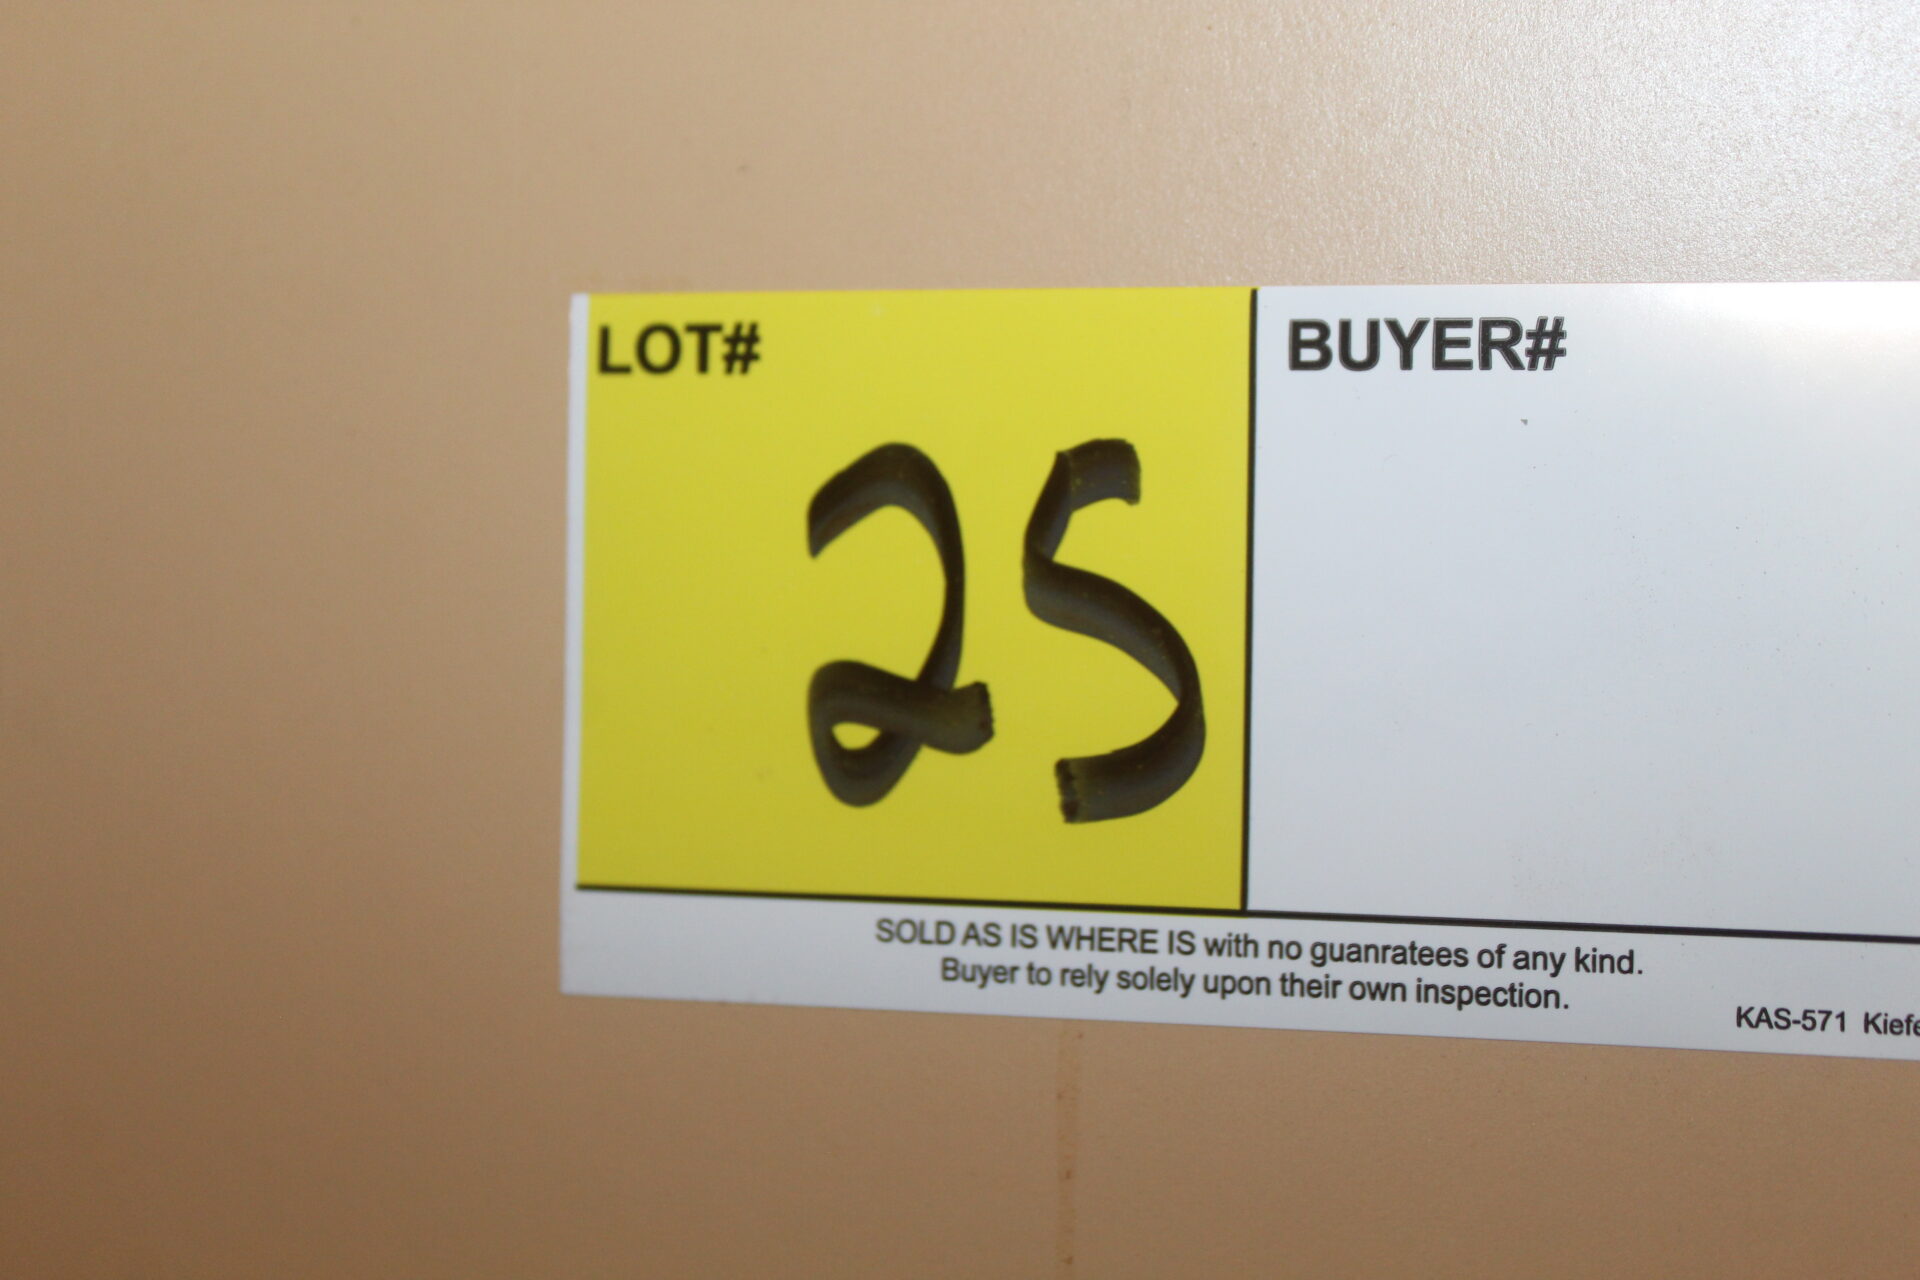 LOT#
BUYER#
25
SOLD AS IS WHERE IS with no guanratees of any kind.
Buyer to rely solely upon their own inspection.
KAS-571 Kiefe